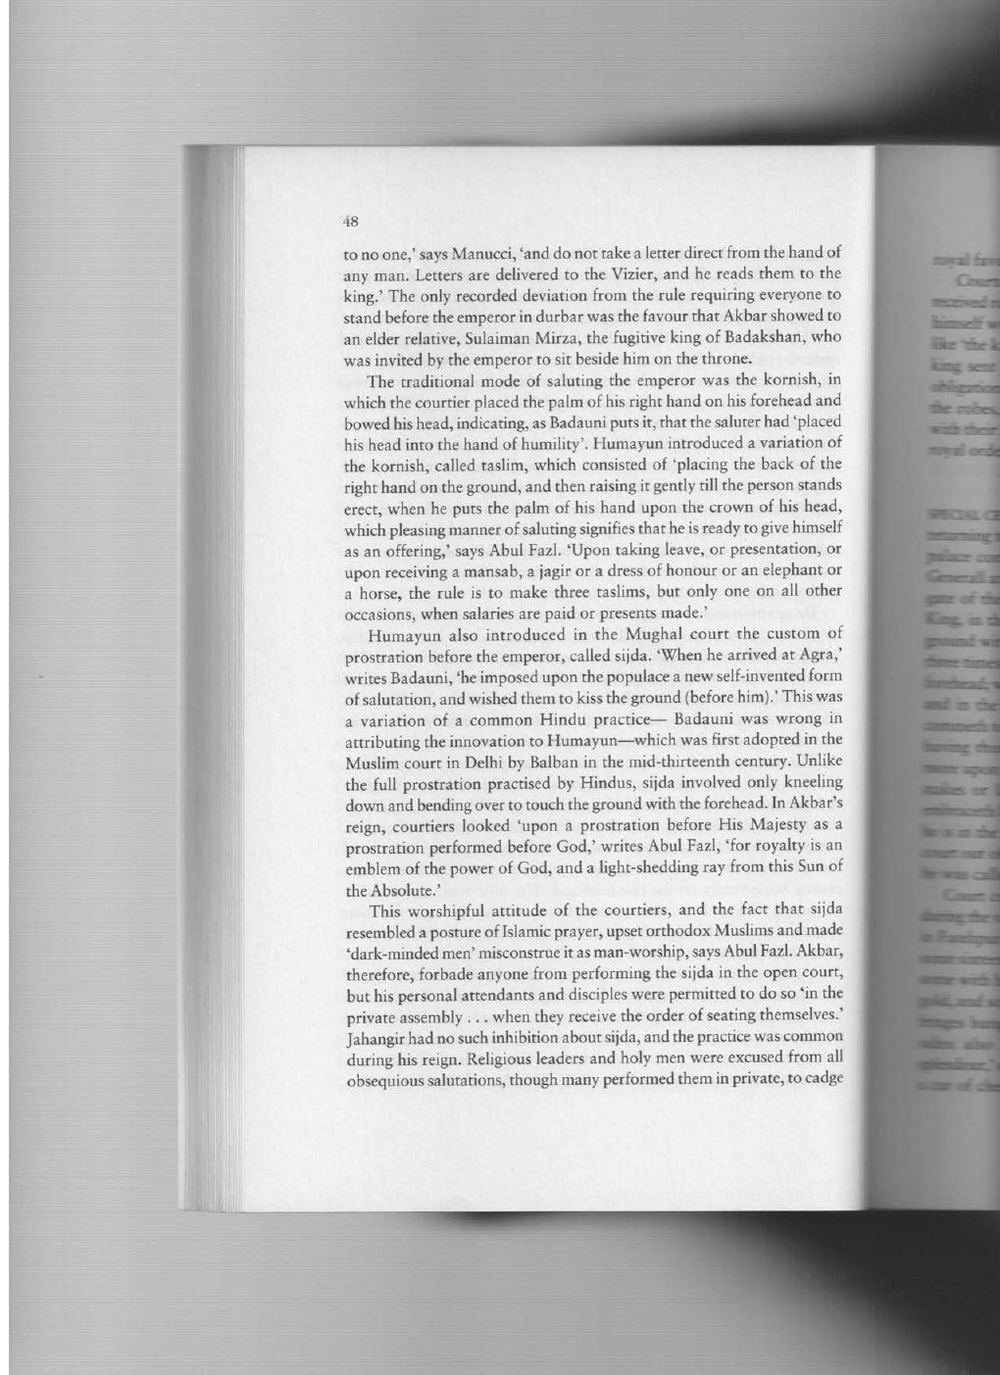 48
to no one,’ says Manucci, ‘and do not take a letter direct from the hand of
any man. Letters are delivered to the Vizier, and he reads them to the
king.’ The only recorded deviation from the rule requiring everyone to
stand before the emperor in durbar was the favour that Akbar showed to
an elder relative, Sulaiman Mirza, the fugitive king of Badakshan, who
was invited by the emperor to sit beside him on the throne.
The traditional mode of saluting the emperor was the kornish, in
which the courtier placed the palm of his right hand on his forehead and
bowed his head, indicating, as Badauni puts it, that the saluter had ‘placed
his head into the hand of humility’. Humayun introduced a variation of
the kornish, called taslim, which consisted of ‘placing the back of the
right hand on the ground, and then raising it gently till the person stands
erect, when he puts the palm of his hand upon the crown of his head,
which pleasing manner of saluting signifies that he is ready to give himself
as an offering,’ says Abul Fazl. ‘Upon taking leave, or presentation, or
upon receiving a mansab, a jagir or a dress of honour or an elephant or
a horse, the rule is to make three taslims, but only one on all other
occasions, when salaries are paid or presents made.’
Humayun also introduced in the Mughal court the custom of
prostration before the emperor, called sijda. ‘When he arrived at Agra,’
writes Badauni, ‘he imposed upon the populace a new self-invented form
of salutation, and wished them to kiss the ground (before him).’ This was
a variation of a common Hindu practice— Badauni was wrong in
attributing the innovation to Humayun—which was first adopted in the
Muslim court in Delhi by Balban in the mid-thirteenth century. Unlike
the full prostration practised by Hindus, sijda involved only kneeling
down and bending over to touch the ground with the forehead. In Akbar’s
reign, courtiers looked ‘upon a prostration before His Majesty as a
prostration performed before God,’ writes Abul Fazl, ‘for royalty is an
emblem of the power of God, and a light-shedding ray from this Sun of
the Absolute.’
This worshipful attitude of the courtiers, and the fact that sijda
resembled a posture of Islamic prayer, upset orthodox Muslims and made
‘dark-minded men’ misconstrue it as man-worship, says Abul Fazl. Akbar,
therefore, forbade anyone from performing the sijda in the open court,
but his personal attendants and disciples were permitted to do so ‘in the
private assembly . . . when they receive the order of seating themselves.’
Jahangir had no such inhibition about sijda, and the practice was common
during his reign. Religious leaders and holy men were excused from all
obsequious salutations, though many performed them in private, to cadge